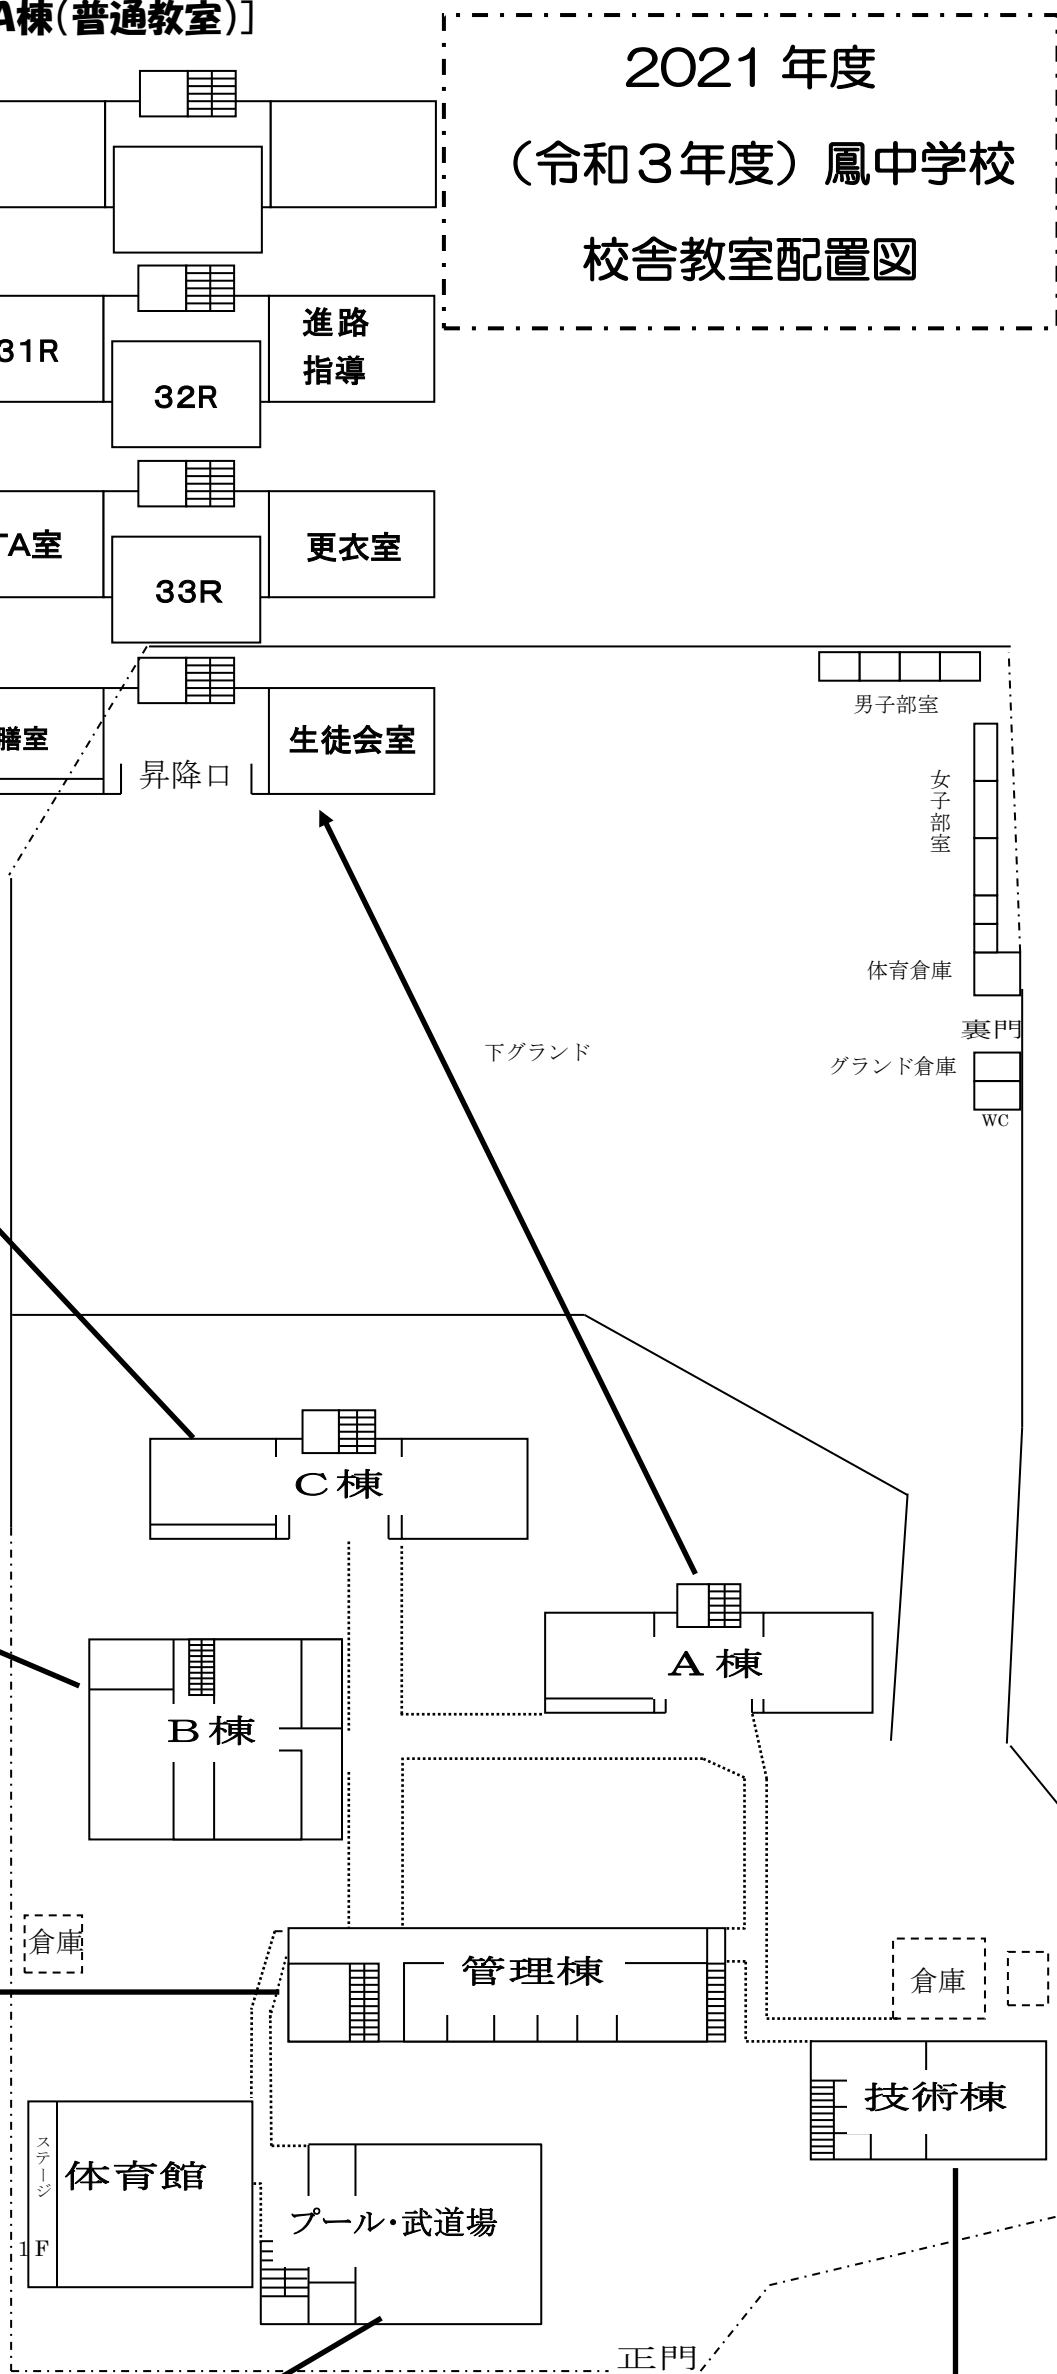 A棟(普通教室)]
2021年度
（令和３年度）鳳中学校
校舎教室配置図
31R
32R
進路
指導
TA室
33R
更衣室
膳室
昇降口
生徒会室
男子部室
女子部室
体育倉庫
裏門
下グランド
グランド倉庫
WC
C棟
A棟
B棟
倉庫
管理棟
倉庫
技術棟
ステージ
体育館
プール・武道場
1F
正門